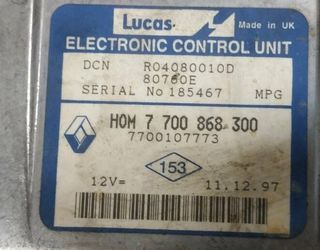 Lucas
Made in UK
ELECTRONIC CONTROL UNIT
DCN R04080010D
80760E
SERIAL No 185467 MPG
HOM 7 700 868 300
7700107773
153
12V= 11.12.97